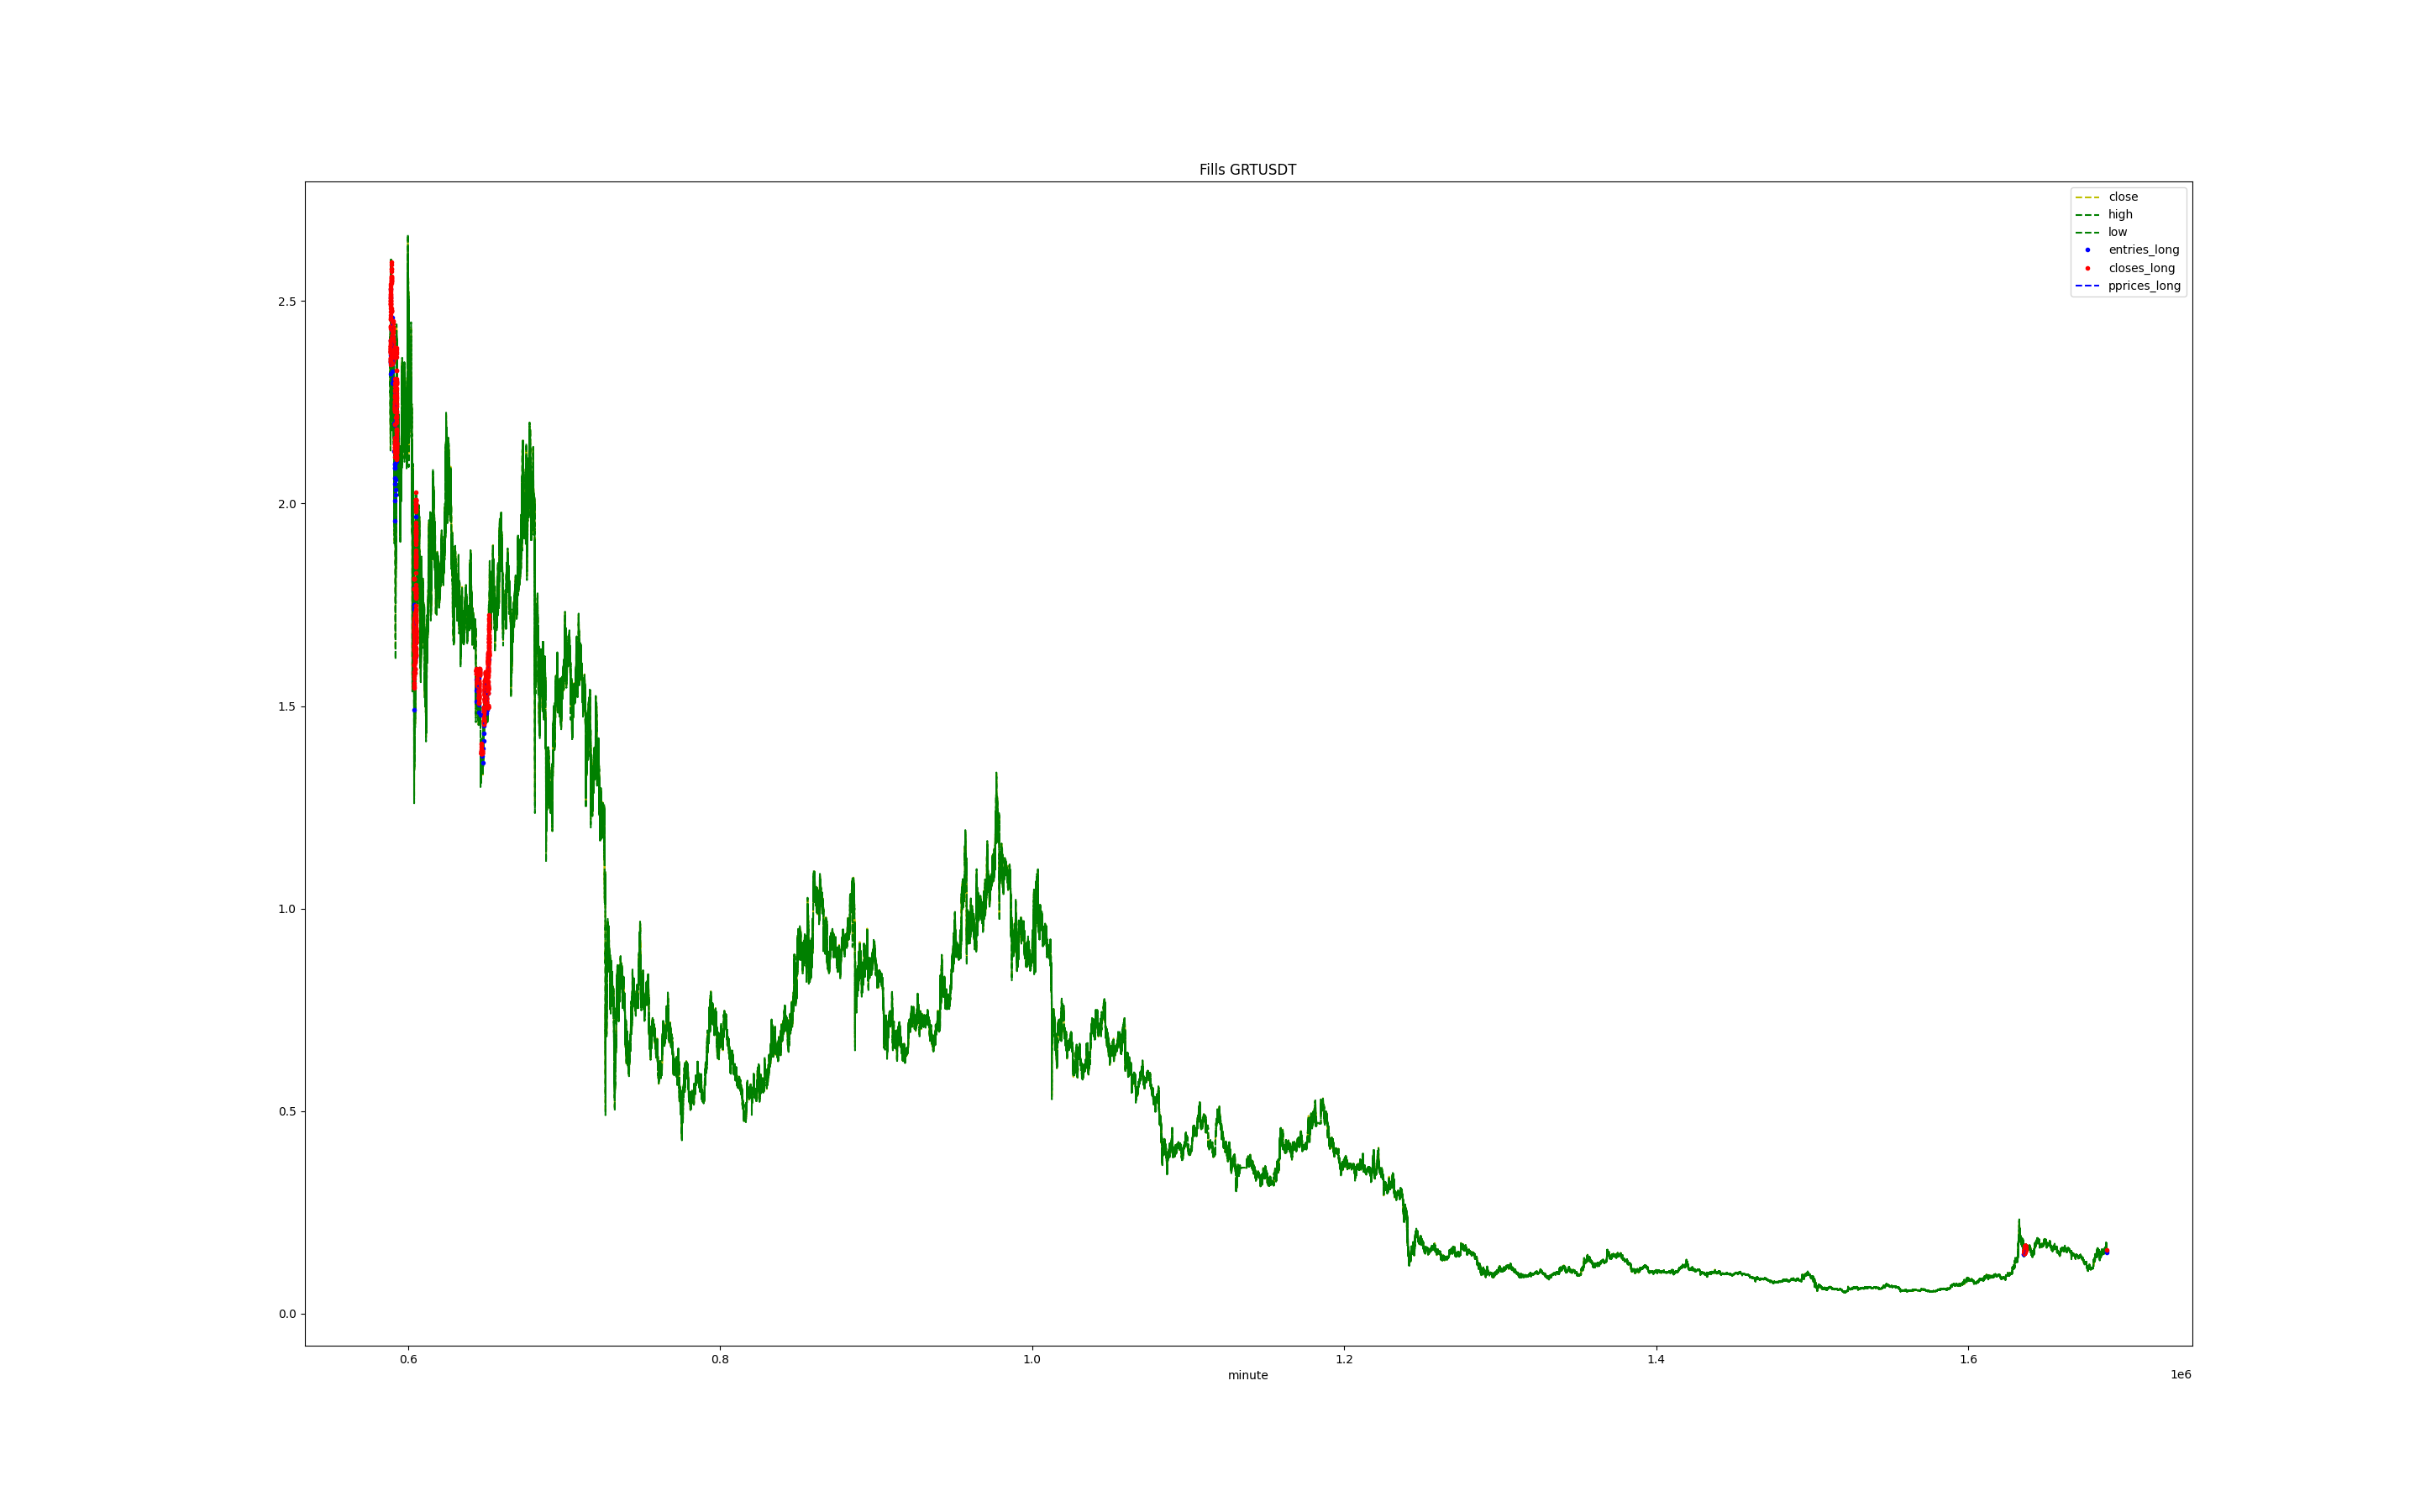 Fills GRTUSDT
close
high
low
entries_long
closes_long
pprices_long
2.5
2.0
1.5
1.0
0.5
0.0
0.6
0.8
1.0
1.2
1.4
1.6
minute
1e6